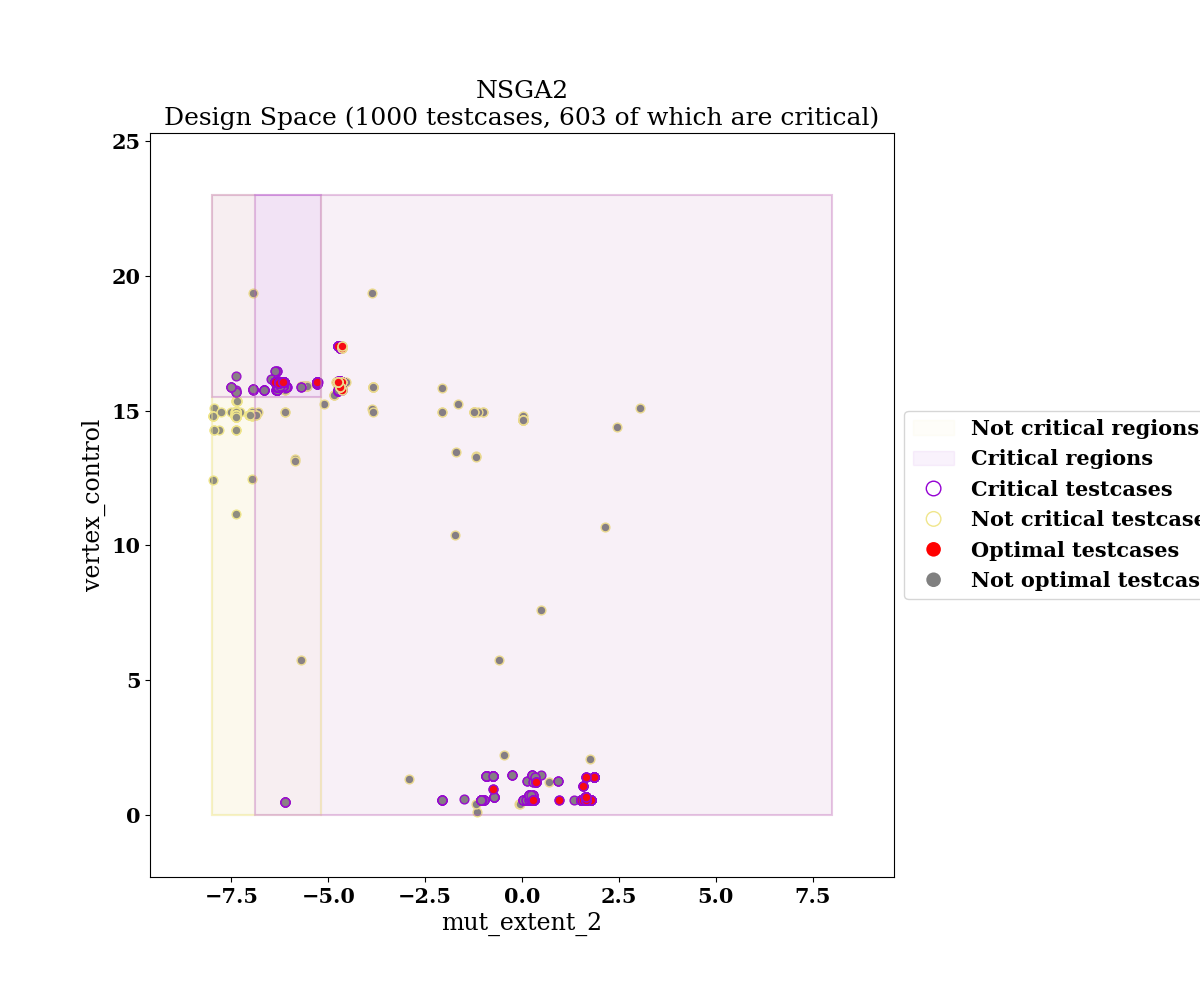 NSGA2
Design Space (1000 testcases, 603 of which are critical)
25
20
15
10
5
0
vertex_control
−7.5
−5.0
−2.5
0.0
2.5
5.0
7.5
mut_extent_2
Not critical regions
Critical regions
Critical testcases
Not critical testcase
Optimal testcases
Not optimal testcas